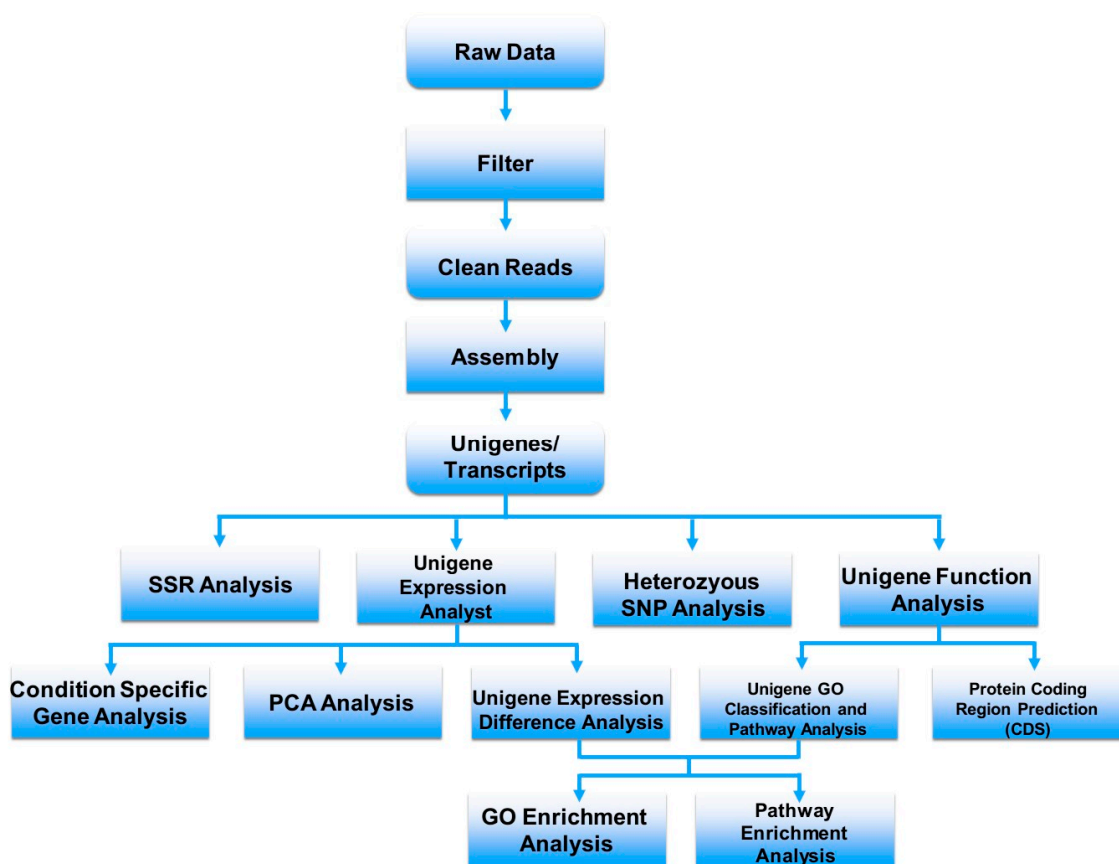 Raw Data
Filter
Clean Reads
Assembly
Unigenes/
Transcripts
SSR Analysis
Unigene
Expression
Analyst
Heterozyous
SNP Analysis
Unigene Function
Analysis
Condition Specific
Gene Analysis
PCA Analysis
Unigene Expression
Difference Analysis
Unigene GO
Classification and
Pathway Analysis
Protein Coding
Region Prediction
(CDS)
GO Enrichment
Analysis
Pathway
Enrichment
Analysis